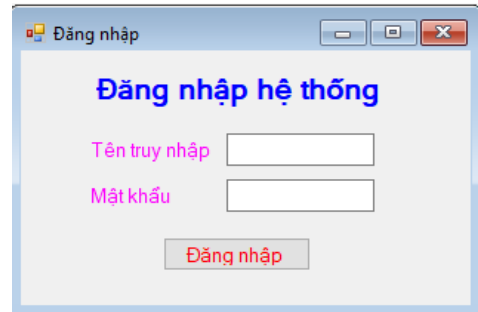 Đăng nhập
Đăng nhập hệ thống
Tên truy nhập
Mật khẩu
Đăng nhập